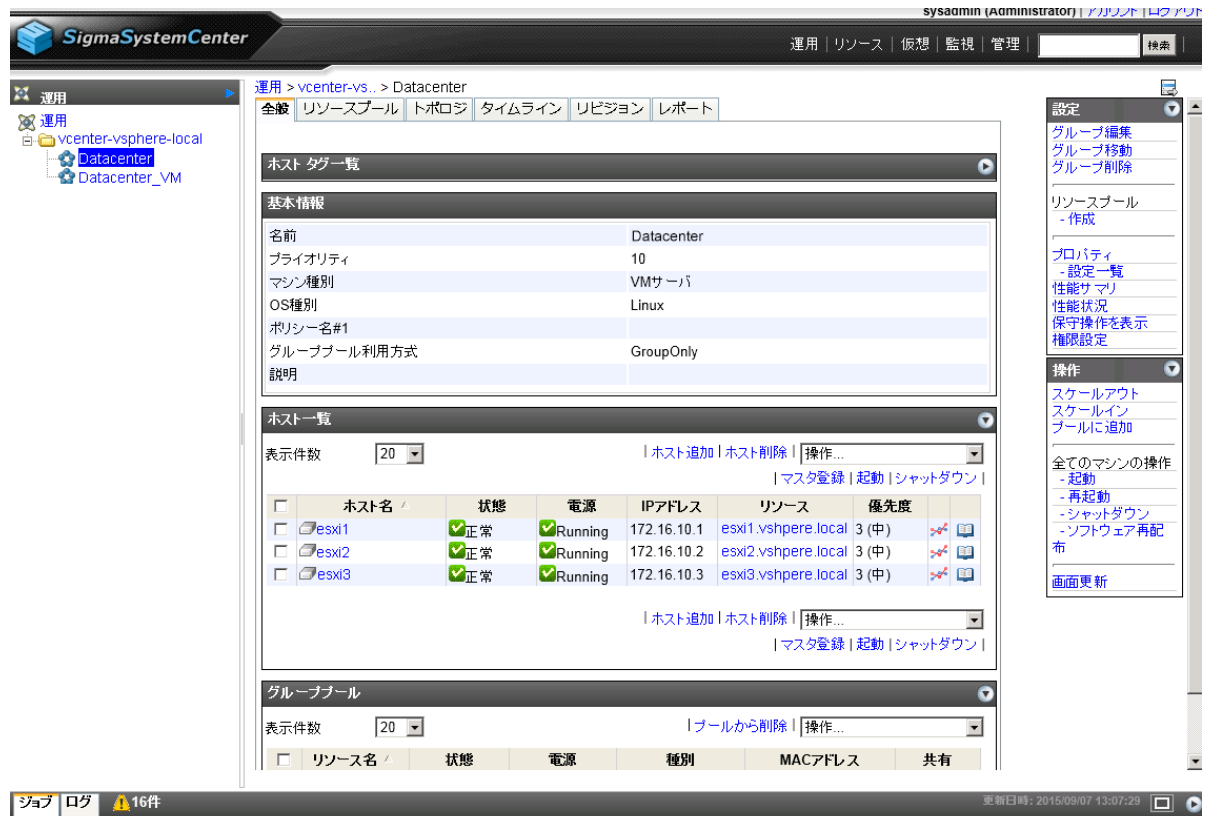 sysadmin (Administrator) | アカウント | ログアウト
SigmaSystemCenter
運用 | リソース | 仮想 | 監視 | 管理 | 検索 |
運用
運用
vcenter-vsphere-local
Datacenter
Datacenter_VM
運用 > vcenter-vs.. > Datacenter
全般 リソースプール トポロジ タイムライン リビジョン レポート
ホスト タグ一覧
基本情報
名前 Datacenter
プライオリティ 10
マシン種別 VMサーバ
OS種別 Linux
ポリシー名#1
グループプール利用方式 GroupOnly
説明
ホスト一覧
表示件数 20 | ホスト追加 | ホスト削除 | 操作...
| マスタ登録 | 起動 | シャットダウン |
ホスト名 状態 電源 IPアドレス リソース 優先度
esxi1 正常 Running 172.16.10.1 esxi1.vshpere.local 3 (中)
esxi2 正常 Running 172.16.10.2 esxi2.vshpere.local 3 (中)
esxi3 正常 Running 172.16.10.3 esxi3.vshpere.local 3 (中)
| ホスト追加 | ホスト削除 | 操作...
| マスタ登録 | 起動 | シャットダウン |
グループプール
表示件数 20 | プールから削除 | 操作...
リソース名 状態 電源 種別 MACアドレス 共有
設定
グループ編集
グループ移動
グループ削除
リソースプール
- 作成
プロパティ
- 設定一覧
性能サマリ
性能状況
保守操作を表示
権限設定
操作
スケールアウト
スケールイン
プールに追加
全てのマシンの操作
- 起動
- 再起動
- シャットダウン
- ソフトウェア再配
布
画面更新
ジョブ ログ 16件 更新日時: 2015/09/07 13:07:29